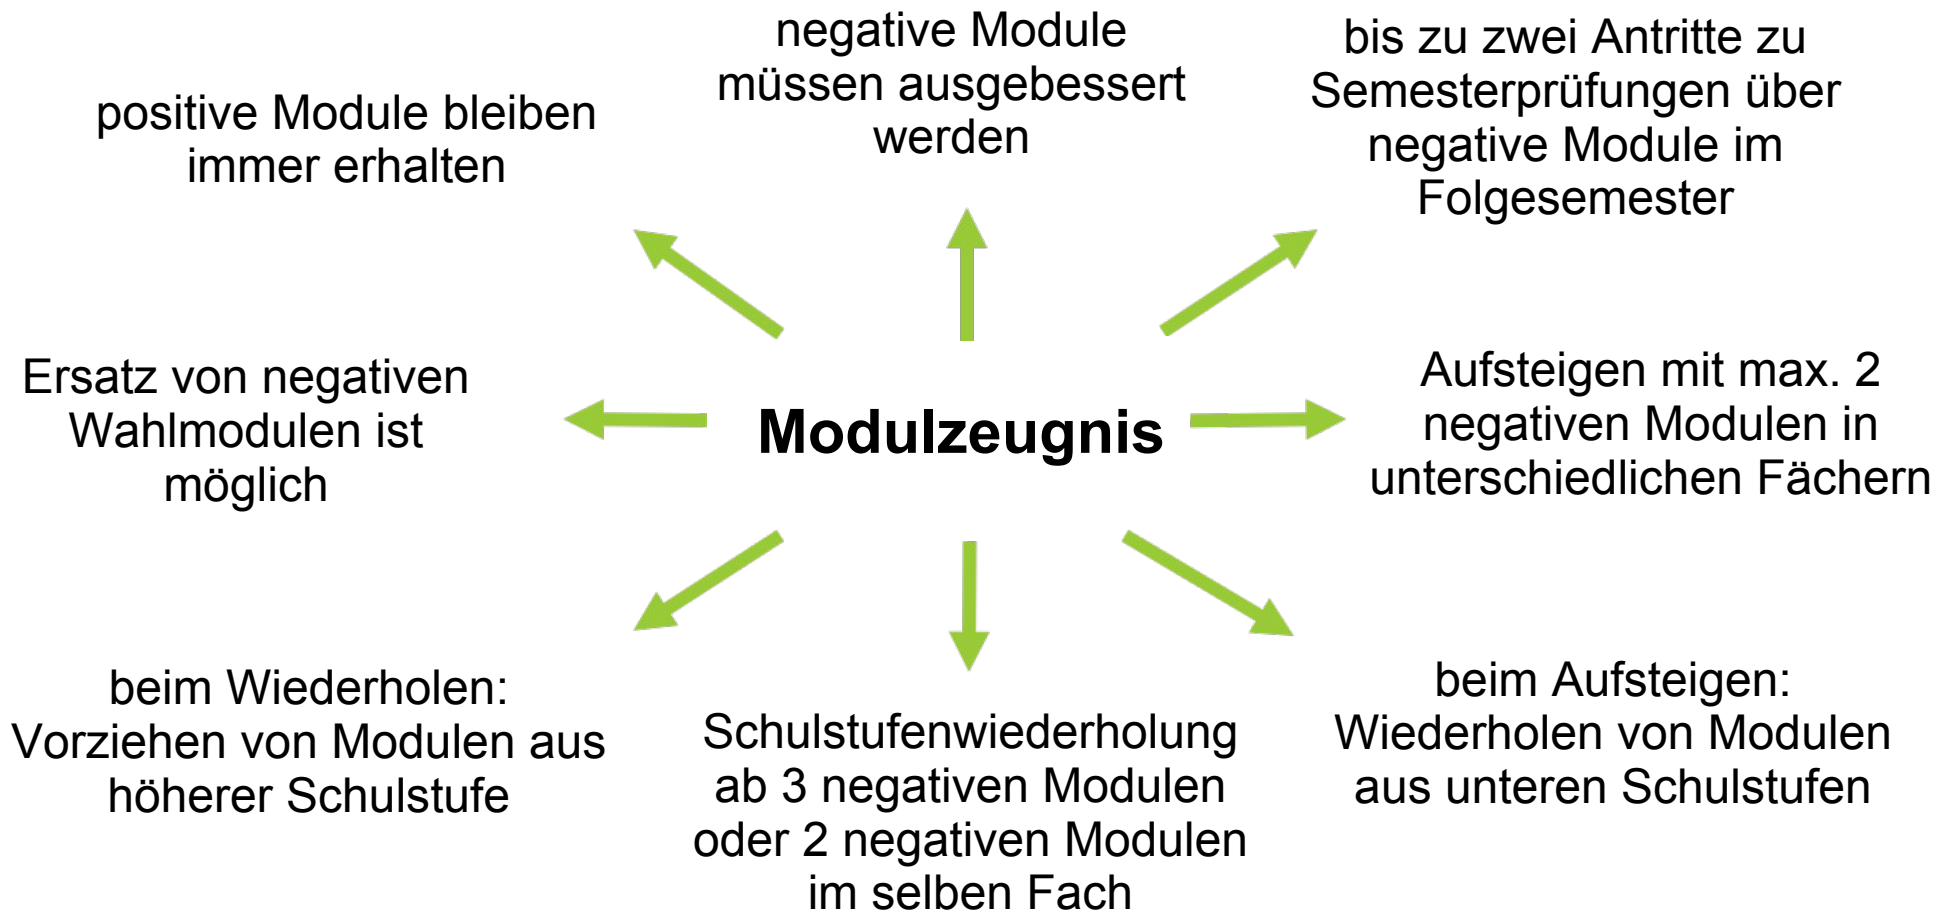 positive Module bleiben
immer erhalten
negative Module
müssen ausgebessert
werden
bis zu zwei Antritte zu
Semesterprüfungen über
negative Module im
Folgesemester
Ersatz von negativen
Wahlmodulen ist
möglich
Modulzeugnis
Aufsteigen mit max. 2
negativen Modulen in
unterschiedlichen Fächern
beim Wiederholen:
Vorziehen von Modulen aus
höherer Schulstufe
Schulstufenwiederholung
ab 3 negativen Modulen
oder 2 negativen Modulen
im selben Fach
beim Aufsteigen:
Wiederholen von Modulen
aus unteren Schulstufen